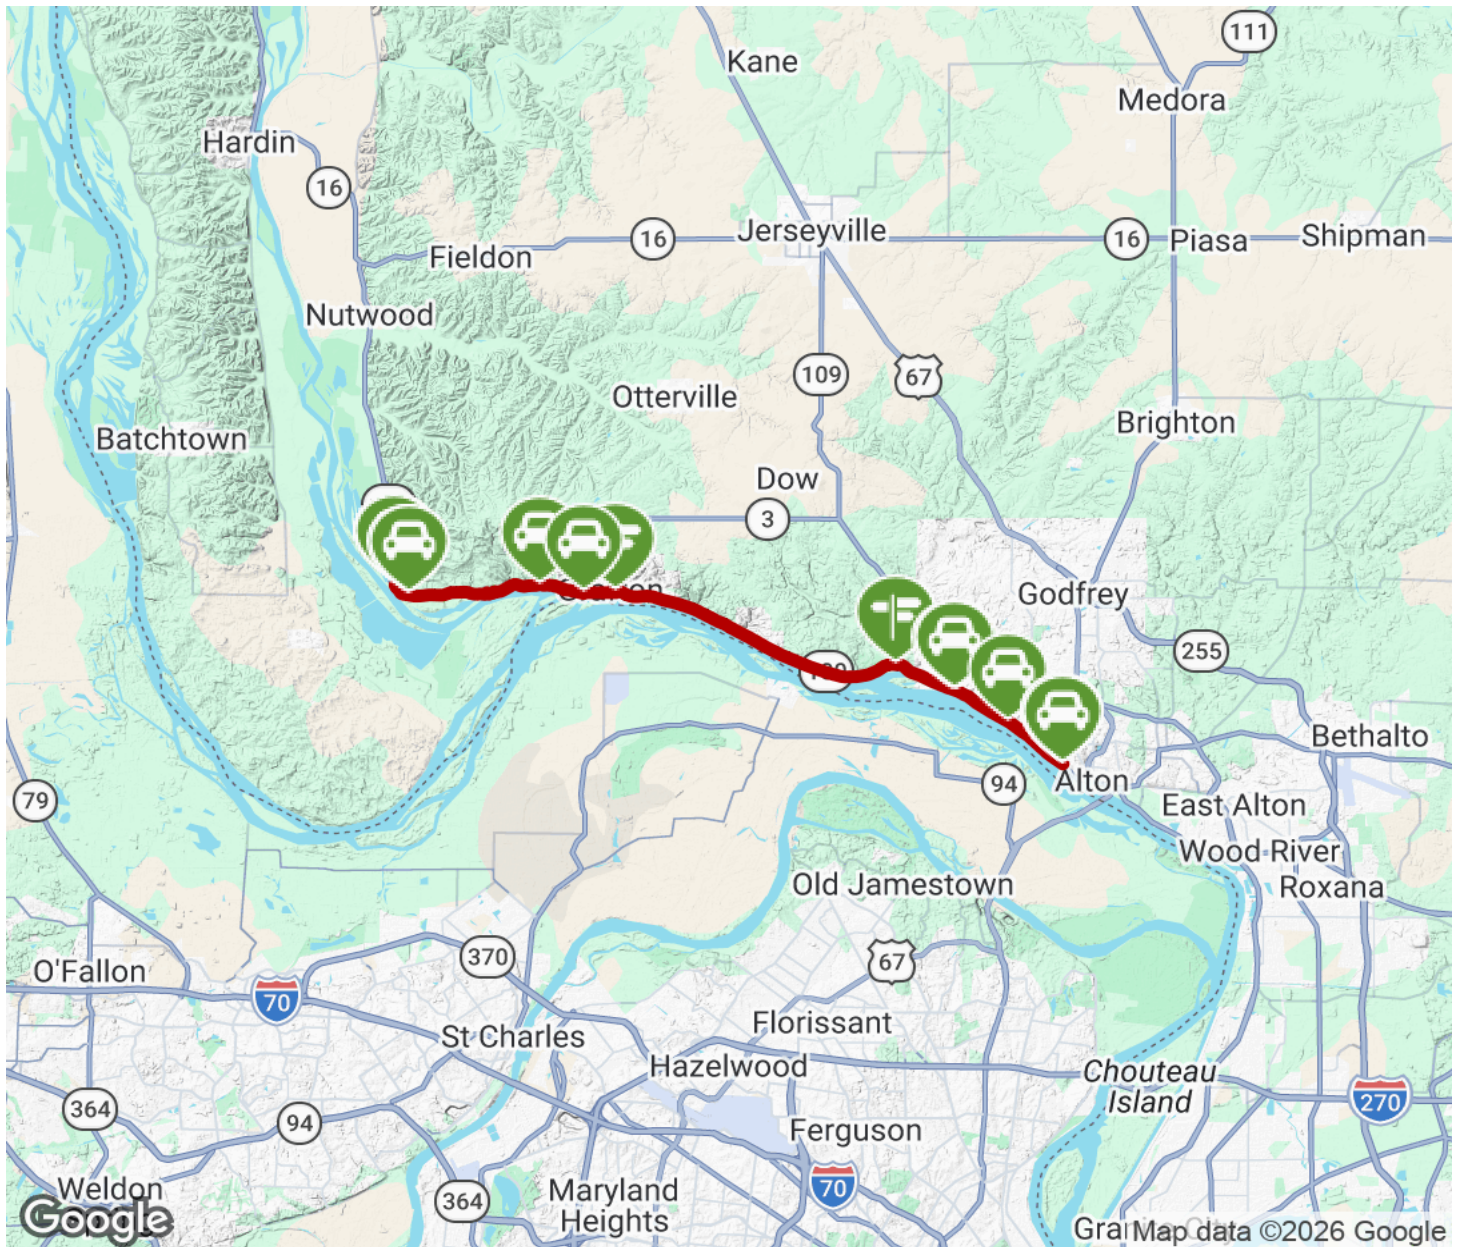 111
Kane
Medora
Hardin
16
Jerseyville
16
16
Piasa
Shipman
Fieldon
Nutwood
109
67
Otterville
Brighton
Batchtown
Dow
3
Godfrey
255
Bethalto
79
94
Alton
East Alton
Wood River
Old Jamestown
Roxana
370
67
O'Fallon
70
Florissant
St Charles
Hazelwood
Chouteau
Island
364
94
270
Ferguson
70
Weldon
364
Maryland
Heights
Google
Map data ©2026 Google